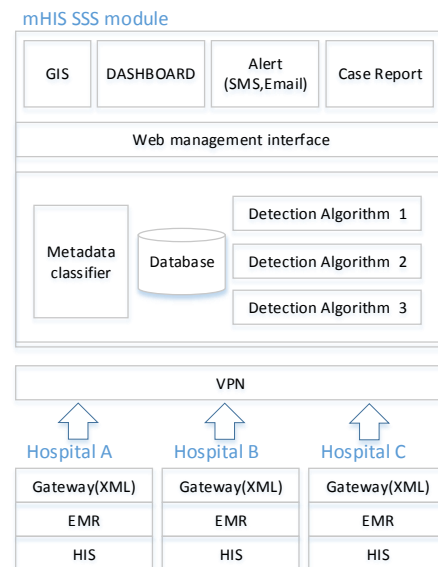 mHIS SSS module
GIS
DASHBOARD
Alert
(SMS,Email)
Case Report
Web management interface
Metadada
classifier
Database
Detection Algorithm 1
Detection Algorithm 2
Detection Algorithm 3
VPN
Hospital A
Hospital B
Hospital C
Gateway(XML)
Gateway(XML)
Gateway(XML)
EMR
EMR
EMR
HIS
HIS
HIS